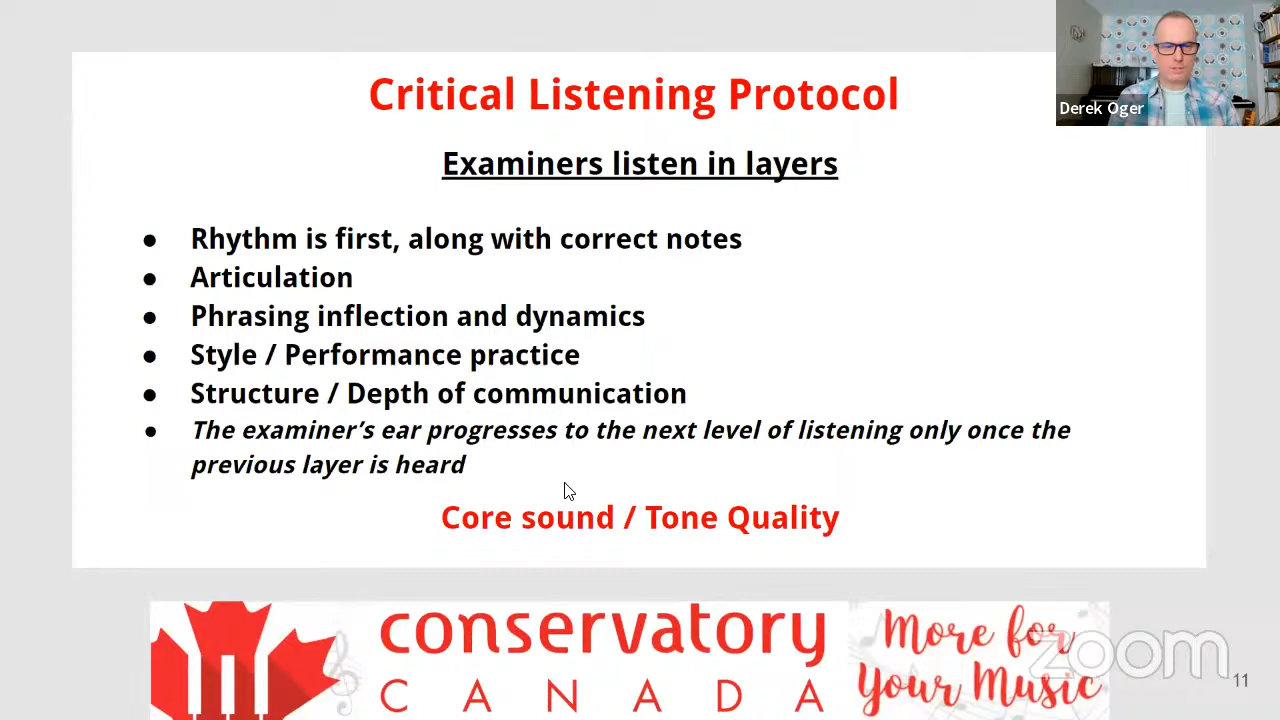 Critical Listening Protocol
Derek Oger
Examiners listen in layers
● Rhythm is first, along with correct notes
● Articulation
● Phrasing inflection and dynamics
● Style / Performance practice
● Structure / Depth of communication
● The examiner's ear progresses to the next level of listening only once the
previous layer is heard
Core sound / Tone Quality
conservatory
CANADA
More for
Your Music
zoom
11